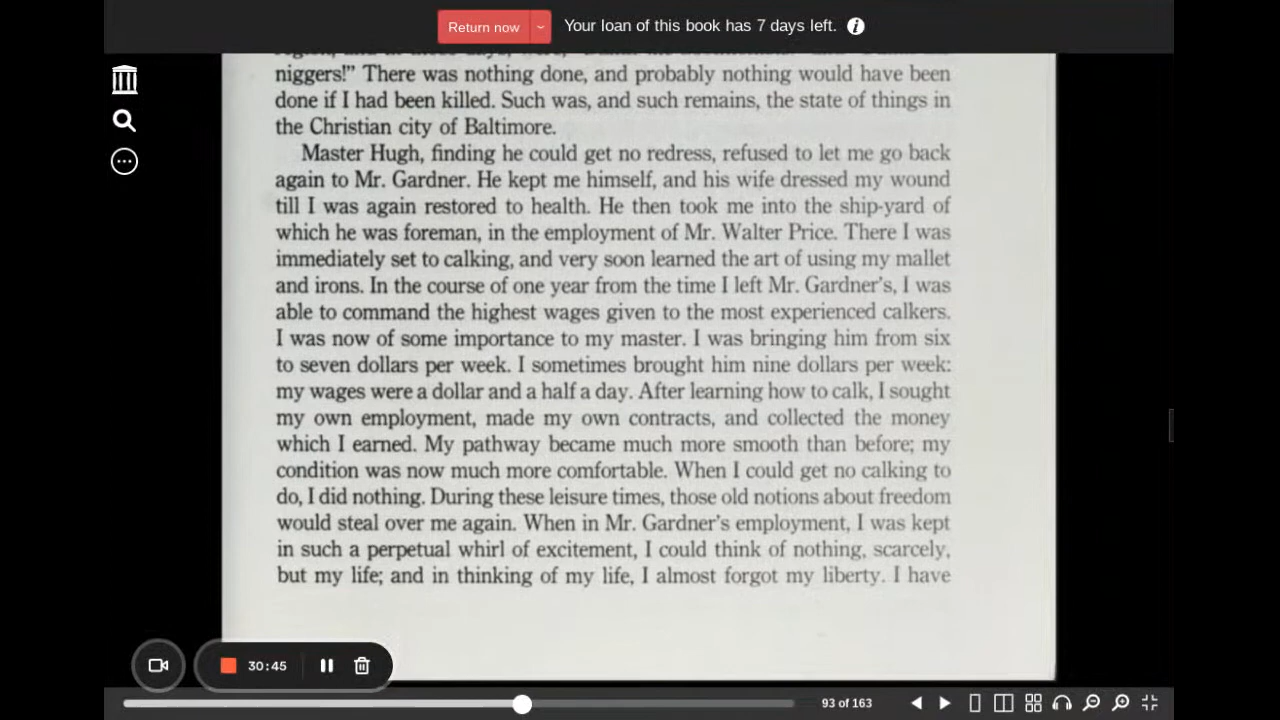 Return now
Your loan of this book has 7 days left.
niggers!” There was nothing done, and probably nothing would have been
done if I had been killed. Such was, and such remains, the state of things in
the Christian city of Baltimore.
Master Hugh, finding he could get no redress, refused to let me go back
again to Mr. Gardner. He kept me himself, and his wife dressed my wound
till I was again restored to health. He then took me into the ship-yard of
which he was foreman, in the employment of Mr. Walter Price. There I was
immediately set to calking, and very soon learned the art of using my mallet
and irons. In the course of one year from the time I left Mr. Gardner's, I was
able to command the highest wages given to the most experienced calkers.
I was now of some importance to my master. I was bringing him from six
to seven dollars per week. I sometimes brought him nine dollars per week:
my wages were a dollar and a half a day. After learning how to calk, I sought
my own employment, made my own contracts, and collected the money
which I earned. My pathway became much more smooth than before; my
condition was now much more comfortable. When I could get no calking to
do, I did nothing. During these leisure times, those old notions about freedom
would steal over me again. When in Mr. Gardner's employment, I was kept
in such a perpetual whirl of excitement, I could think of nothing, scarcely,
but my life; and in thinking of my life, I almost forgot my liberty. I have
30:45
93 of 163